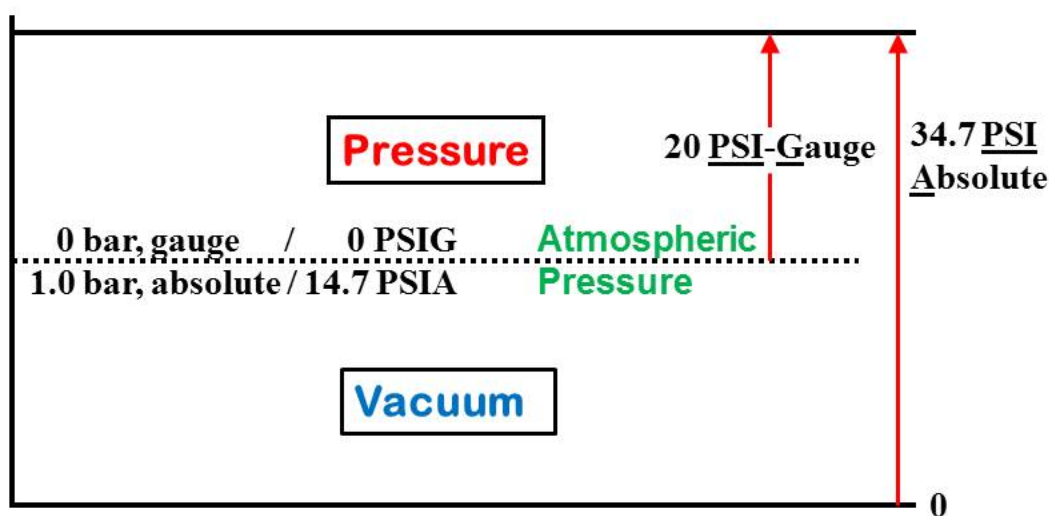 Pressure
20 PSI-Gauge
34.7 PSI
Absolute
0 bar, gauge / 0 PSIG Atmospheric
1.0 bar, absolute / 14.7 PSIA Pressure
Vacuum
0